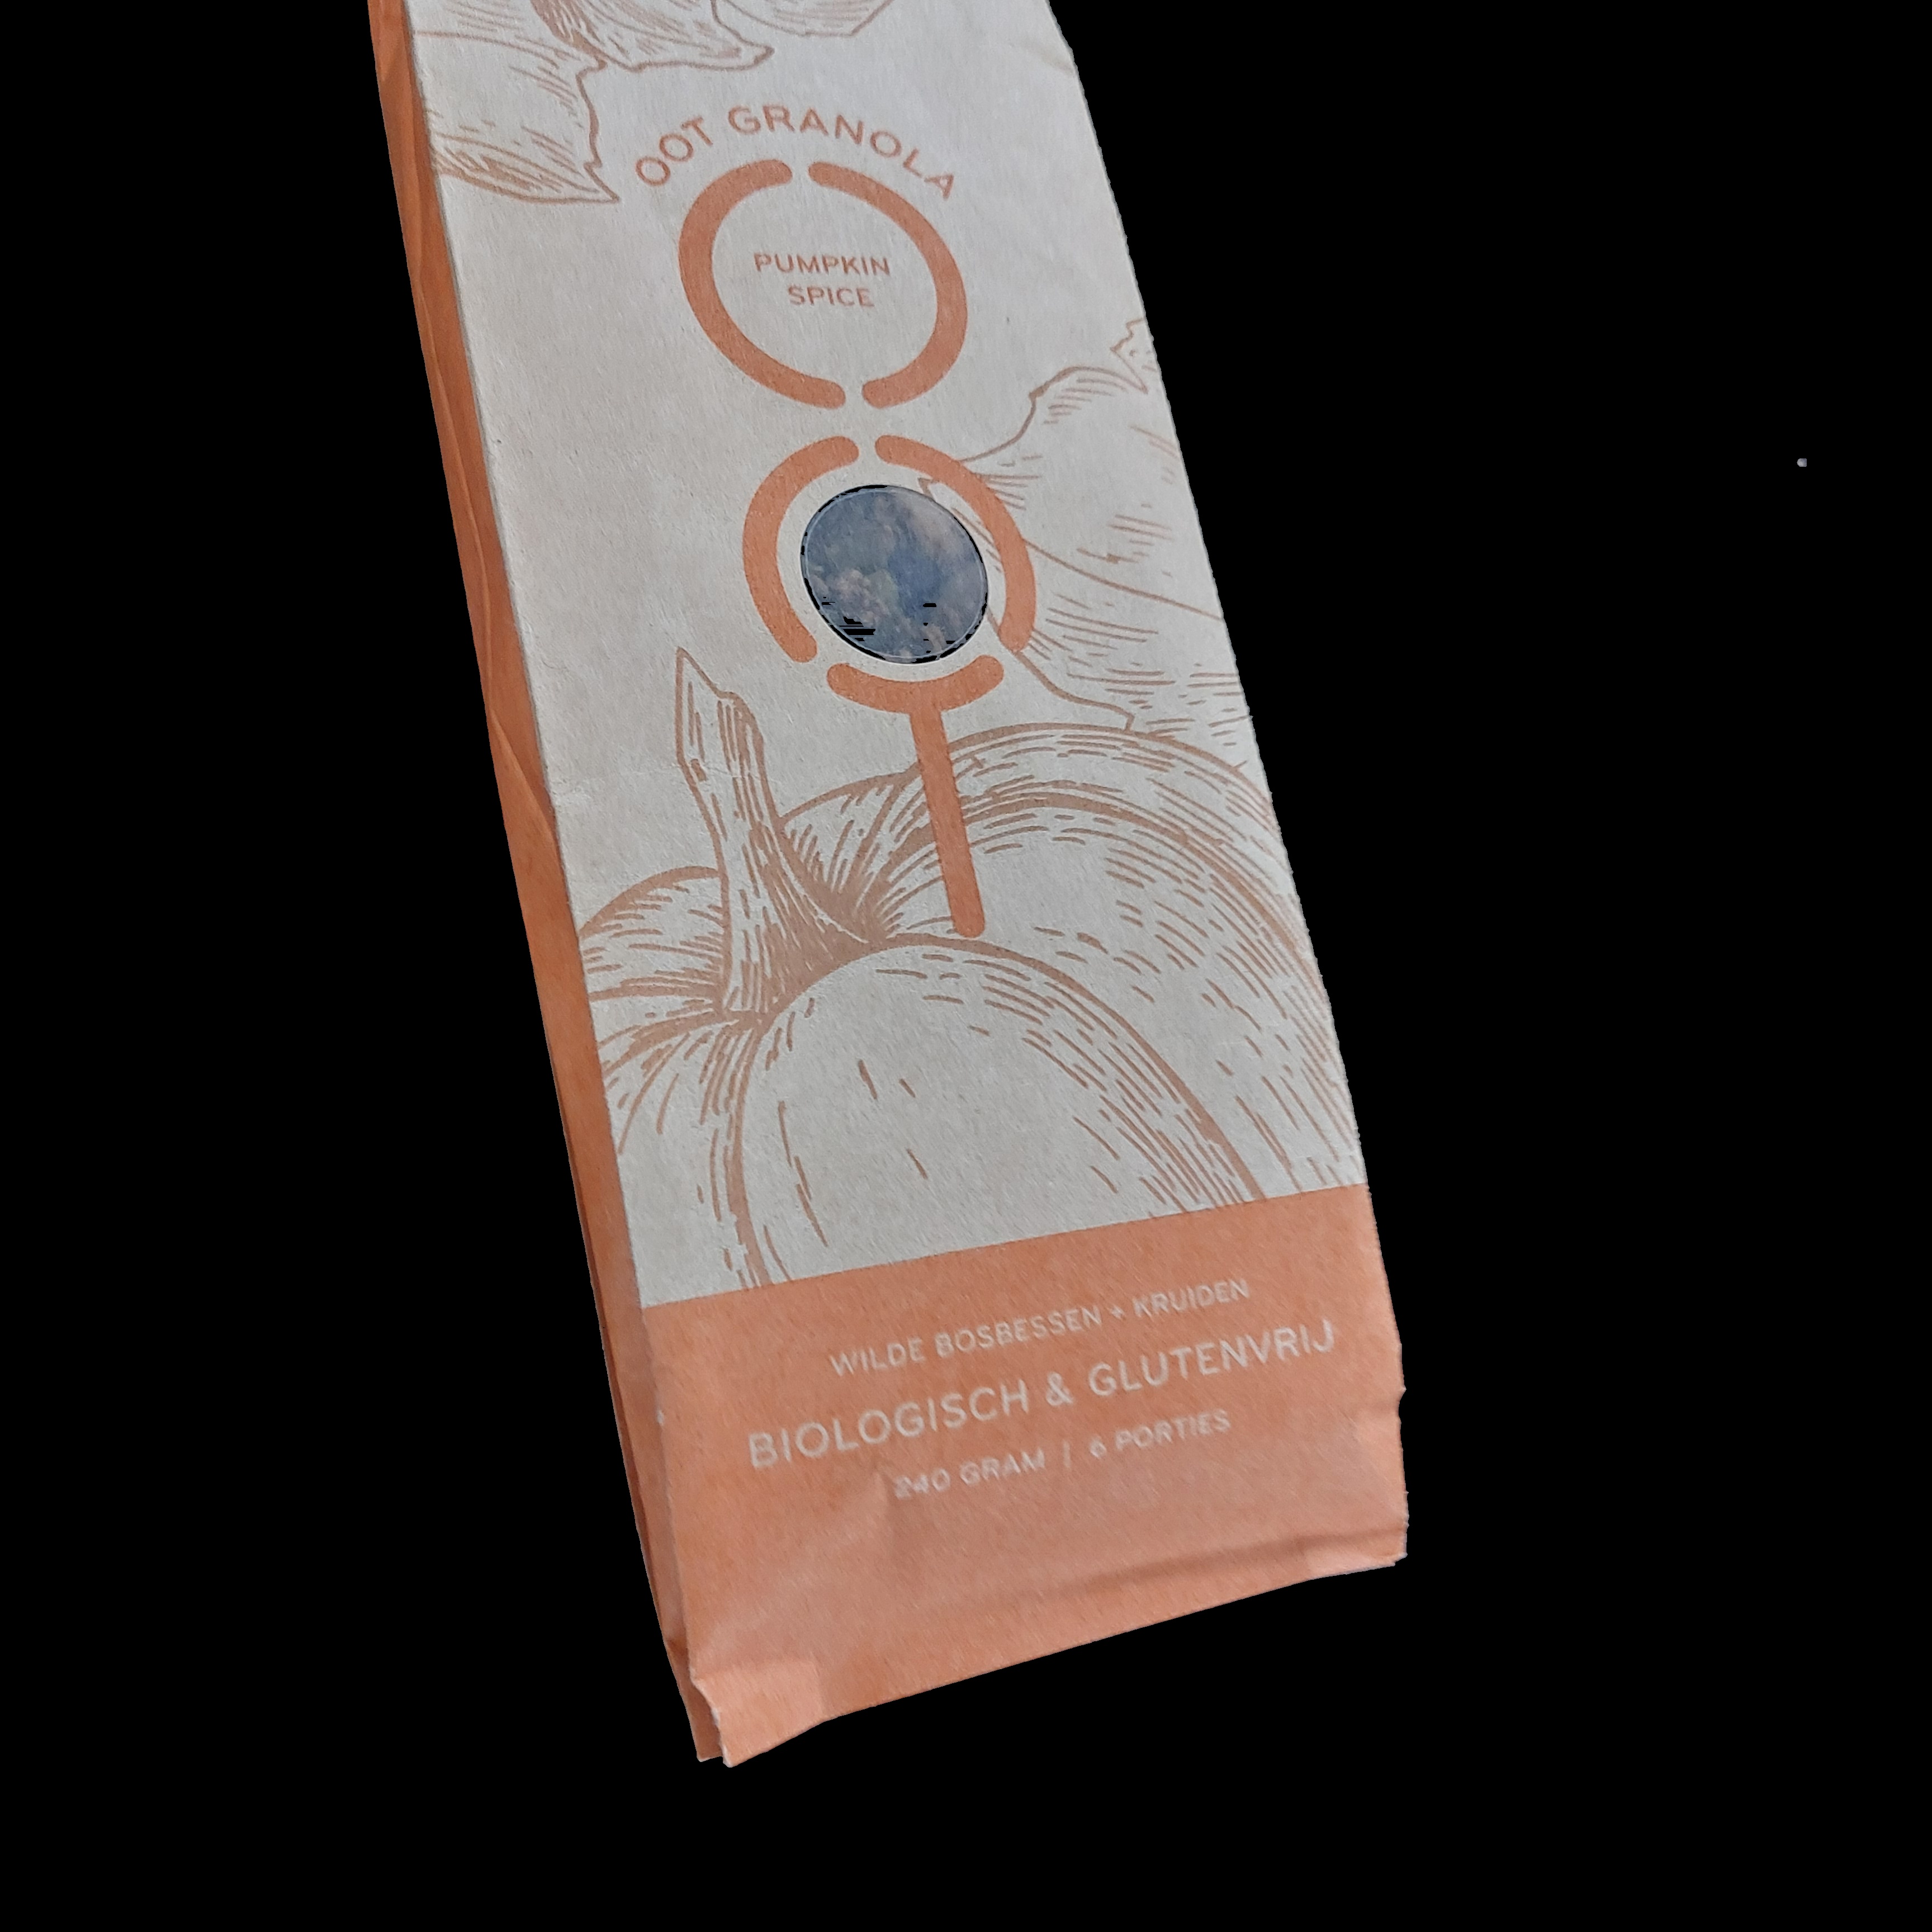 OOT GRANOLA
PUMPKIN
SPICE
WILDE BOSBESSEN + KRUIDEN
BIOLOGISCH & GLUTENVRIJ
240 GRAM | 6 PORTIES